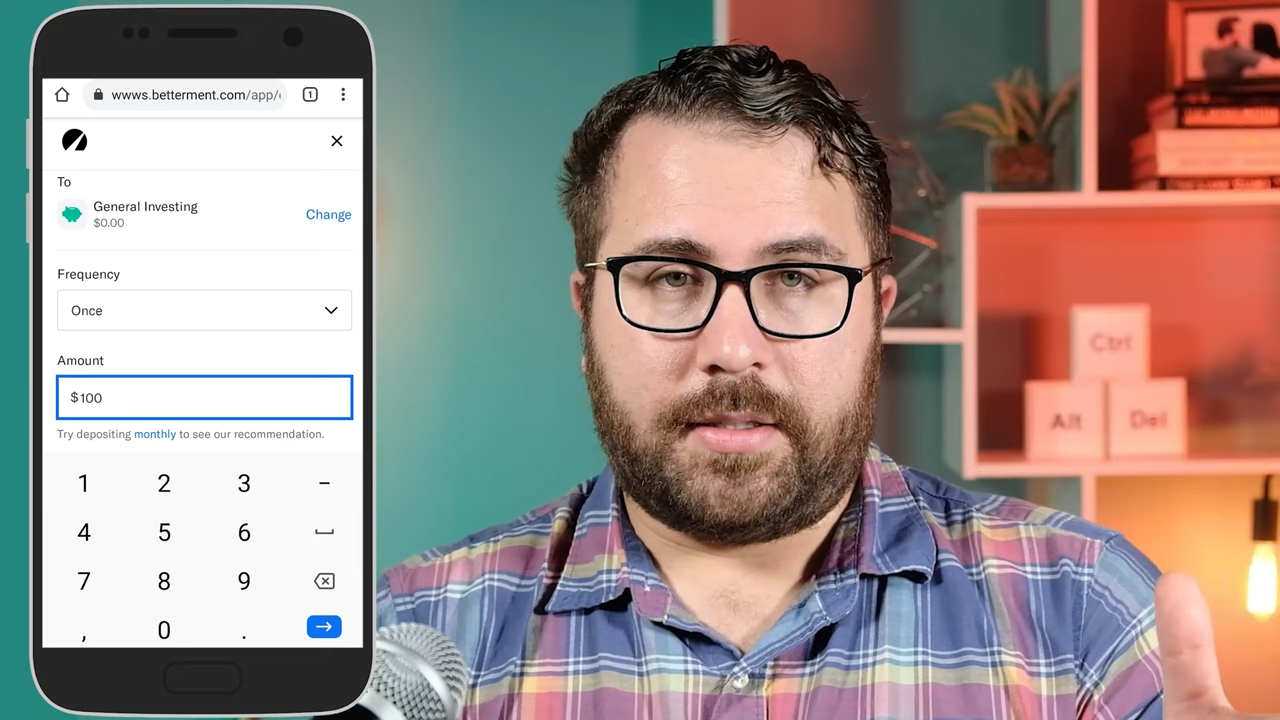 wwws.betterment.com/app/
1
To
General Investing
$0.00
Change
Frequency
Once
Amount
$100
Try depositing monthly to see our recommendation.
1 2 3 –
4 5 6
7 8 9
, 0 .
Ctrl
Alt Del